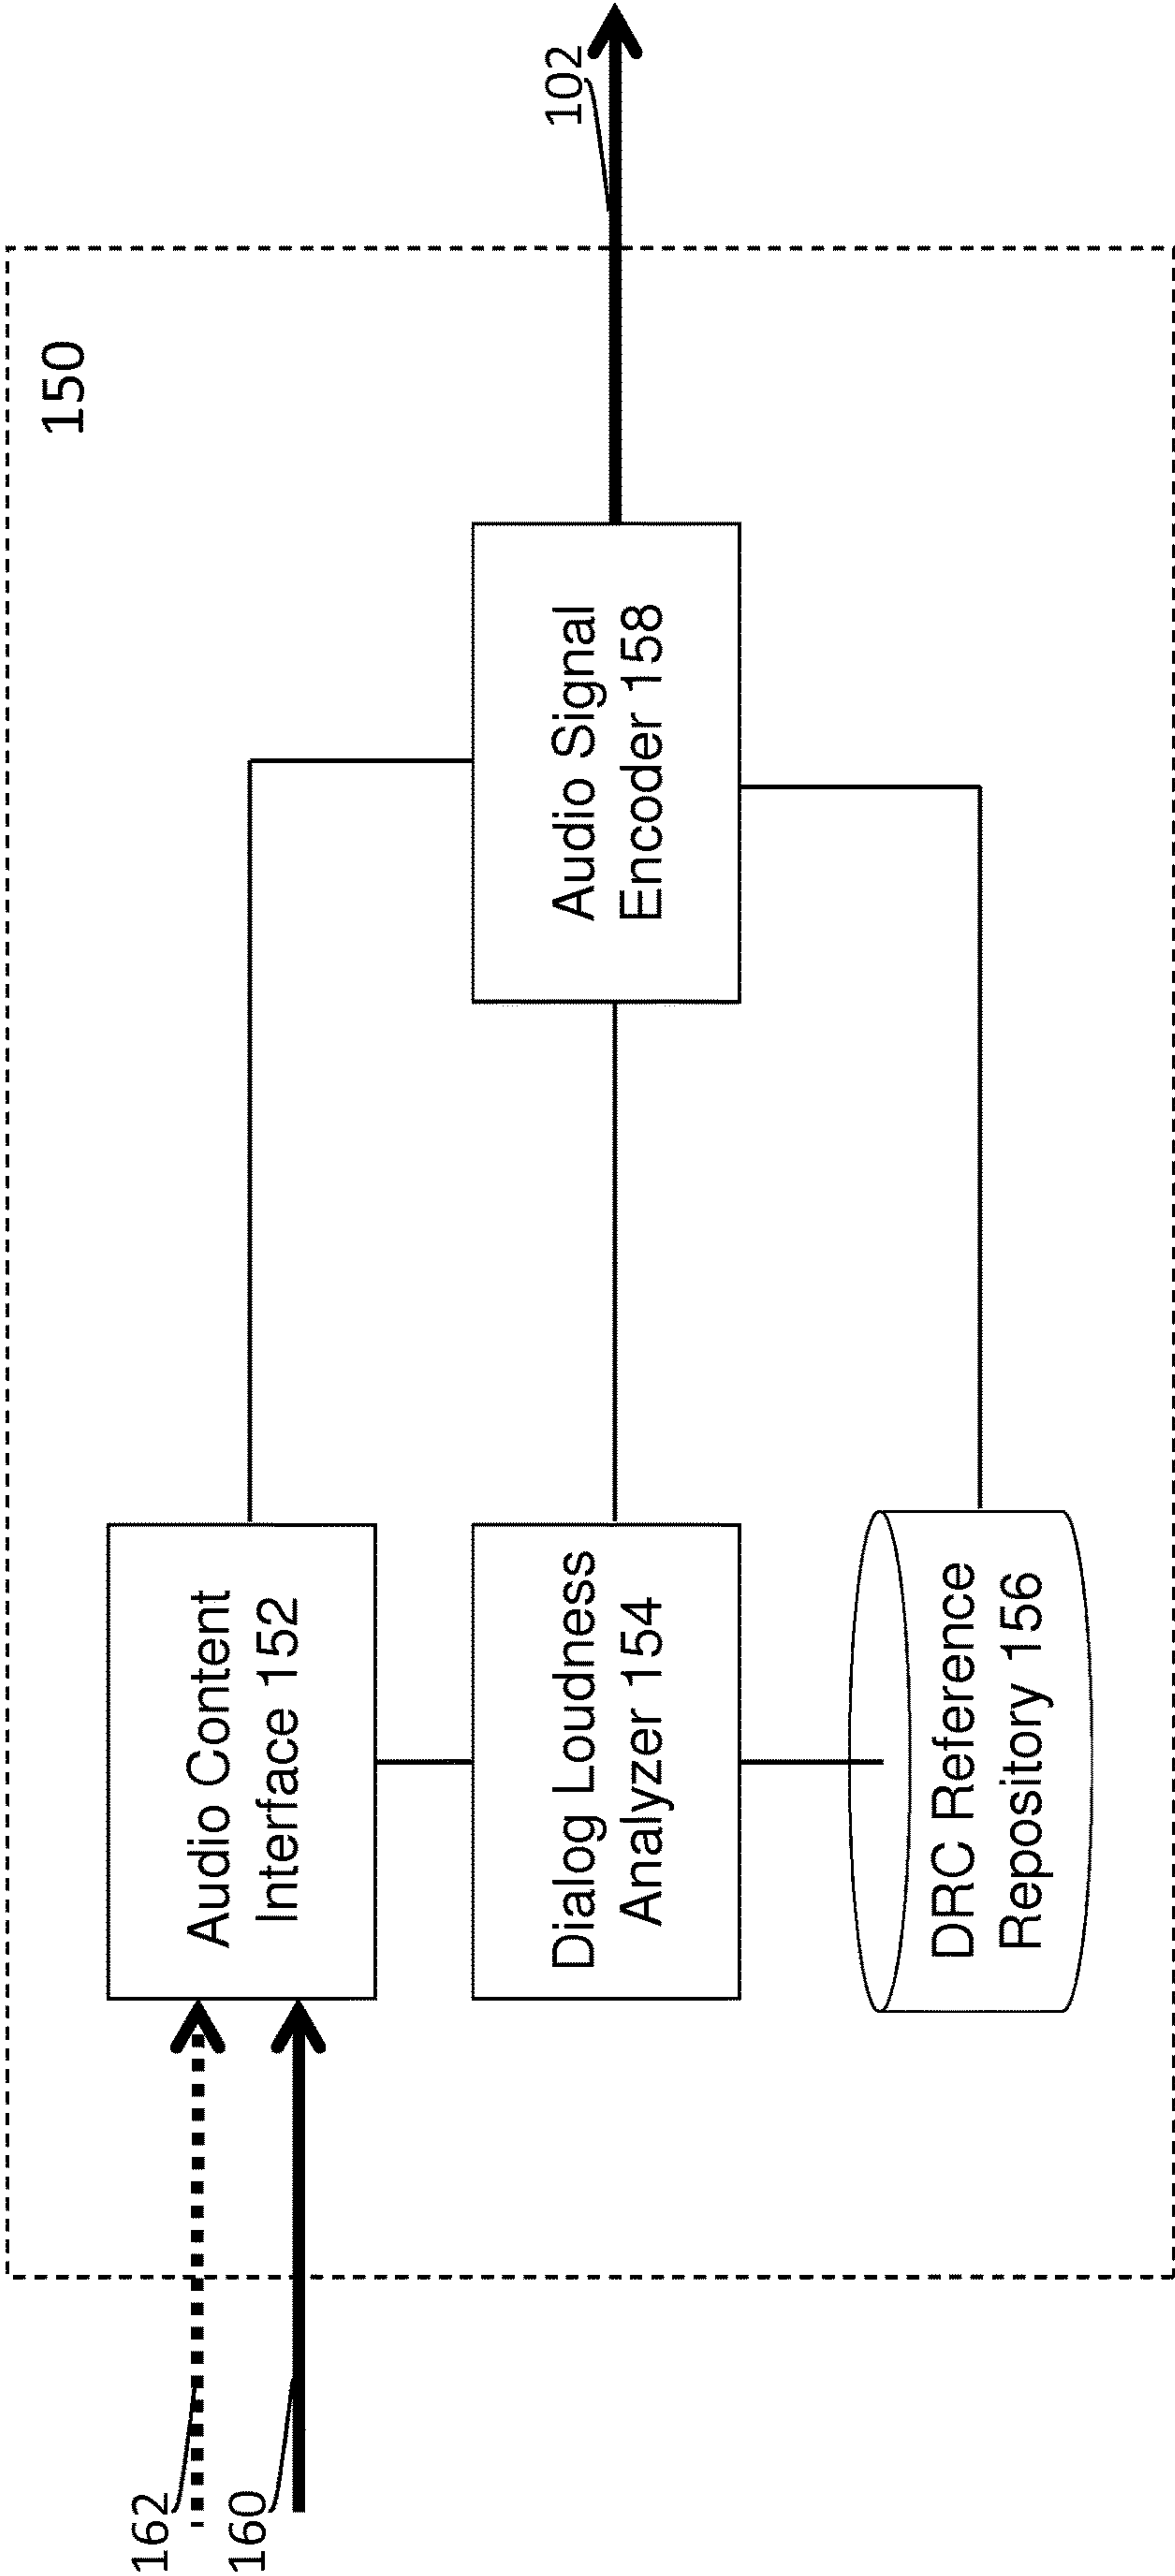 150
162
160
Audio Content
Interface 152
Dialog Loudness
Analyzer 154
DRC Reference
Repository 156
Audio Signal
Encoder 158
102